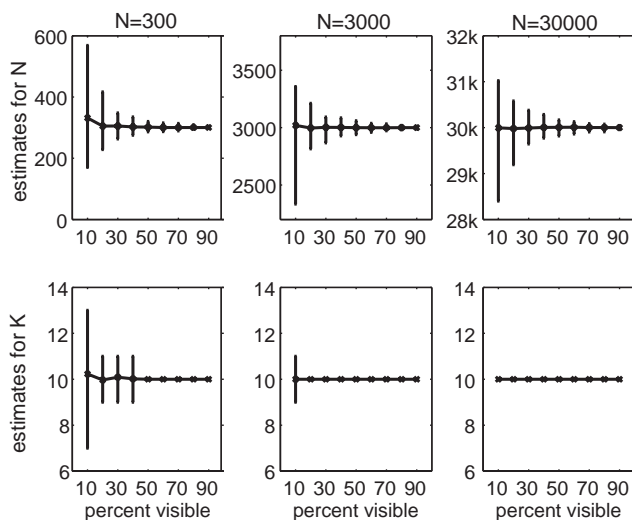 N=300
N=3000
N=30000
estimates for N
600
400
200
0
10 30 50 70 90
3500
3000
2500
10 30 50 70 90
32k
31k
30k
29k
28k
10 30 50 70 90
estimates for K
14
12
10
8
6
10 30 50 70 90
percent visible
14
12
10
8
6
10 30 50 70 90
percent visible
14
12
10
8
6
10 30 50 70 90
percent visible